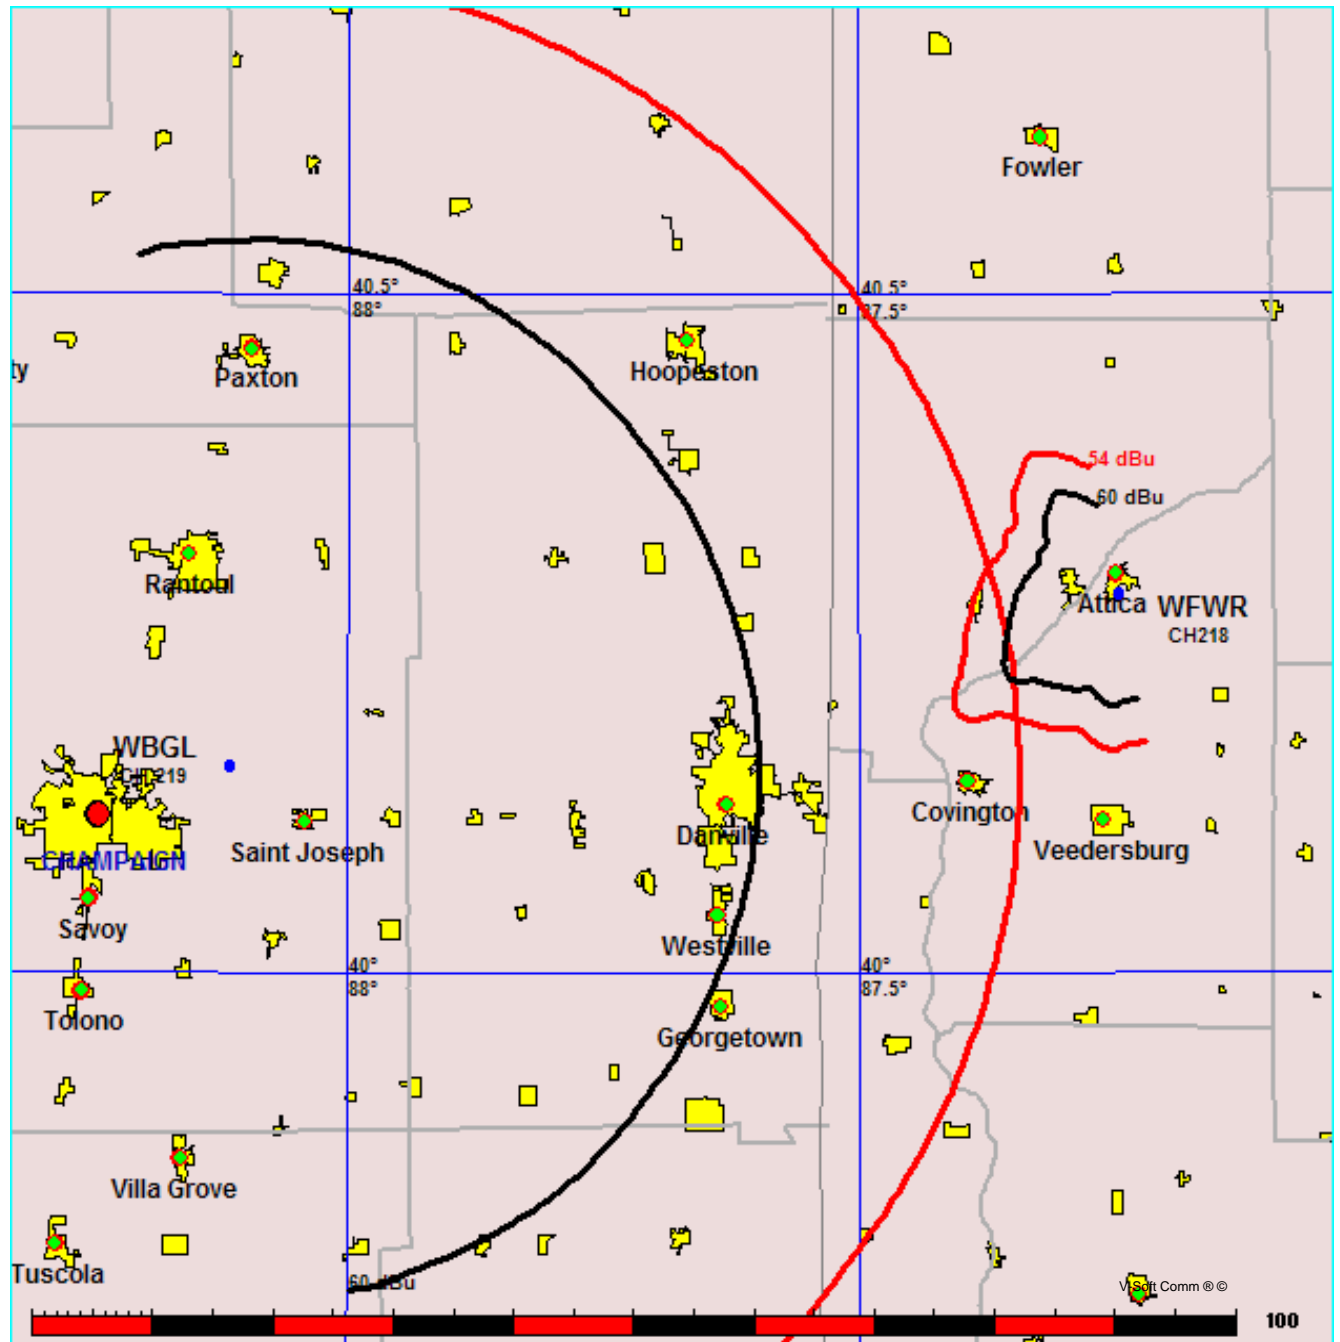 Fowler
40.5°
88°
40.5°
87.5°
ty
Paxton
Hoopeston
54 dBu
60 dBu
Rantoul
Attica
WFWR
CH218
WBGL
CH219
Saint Joseph
Danville
Covington
Veedersburg
CHAMPAIGN
Savoy
Westville
40°
88°
40°
87.5°
Tolono
Georgetown
Villa Grove
Tuscola
60 dBu
V-Soft Comm ® ©
100